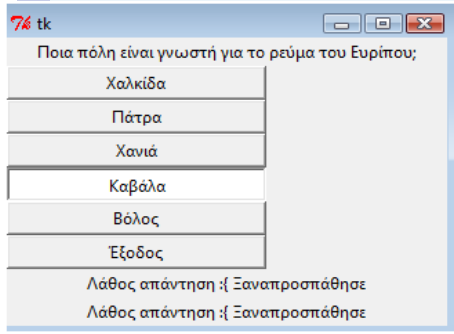 tk
Ποια πόλη είναι γνωστή για το ρεύμα του Ευρίπου;
Χαλκίδα
Πάτρα
Χανιά
Καβάλα
Βόλος
Έξοδος
Λάθος απάντηση :{ Ξαναπροσπάθησε
Λάθος απάντηση :{ Ξαναπροσπάθησε